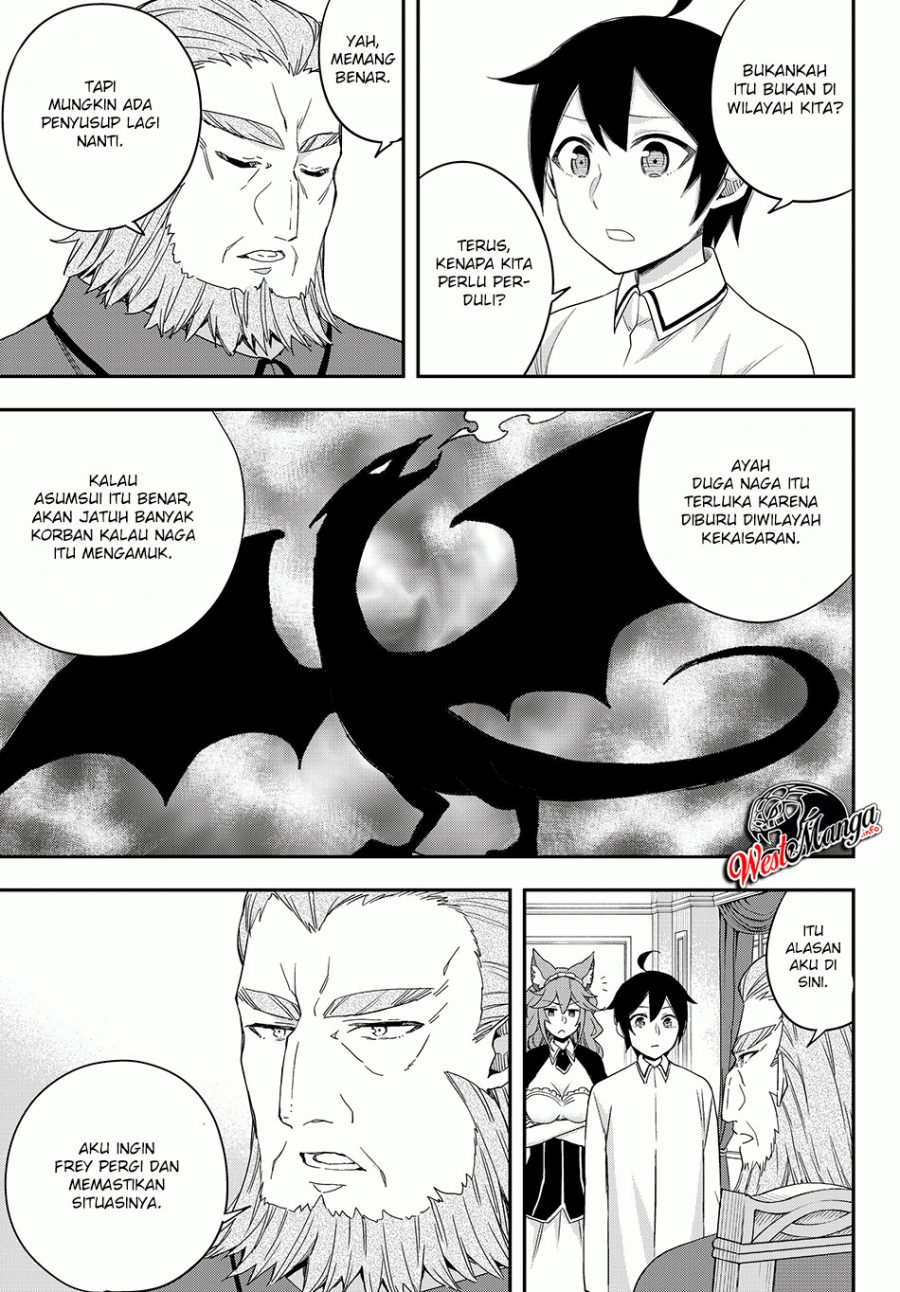 BUKANKAH
ITU BUKAN DI
WILAYAH KITA?
TERUS,
KENAPA KITA
PERLU PER-
DULI?
YAH,
MEMANG
BENAR.
TAPI
MUNGKIN ADA
PENYUSUP LAGI
NANTI.
AYAH
DUGA NAGA ITU
TERLUKA KARENA
DIBURU DIWILAYAH
KEKAISARAN.
KALAU
ASUMSUI ITU BENAR,
AKAN JATUH BANYAK
KORBAN KALAU NAGA
ITU MENGAMUK.
WestManga
.info
ITU
ALASAN
AKU DI
SINI.
AKU INGIN
FREY PERGI DAN
MEMASTIKAN
SITUASINYA.